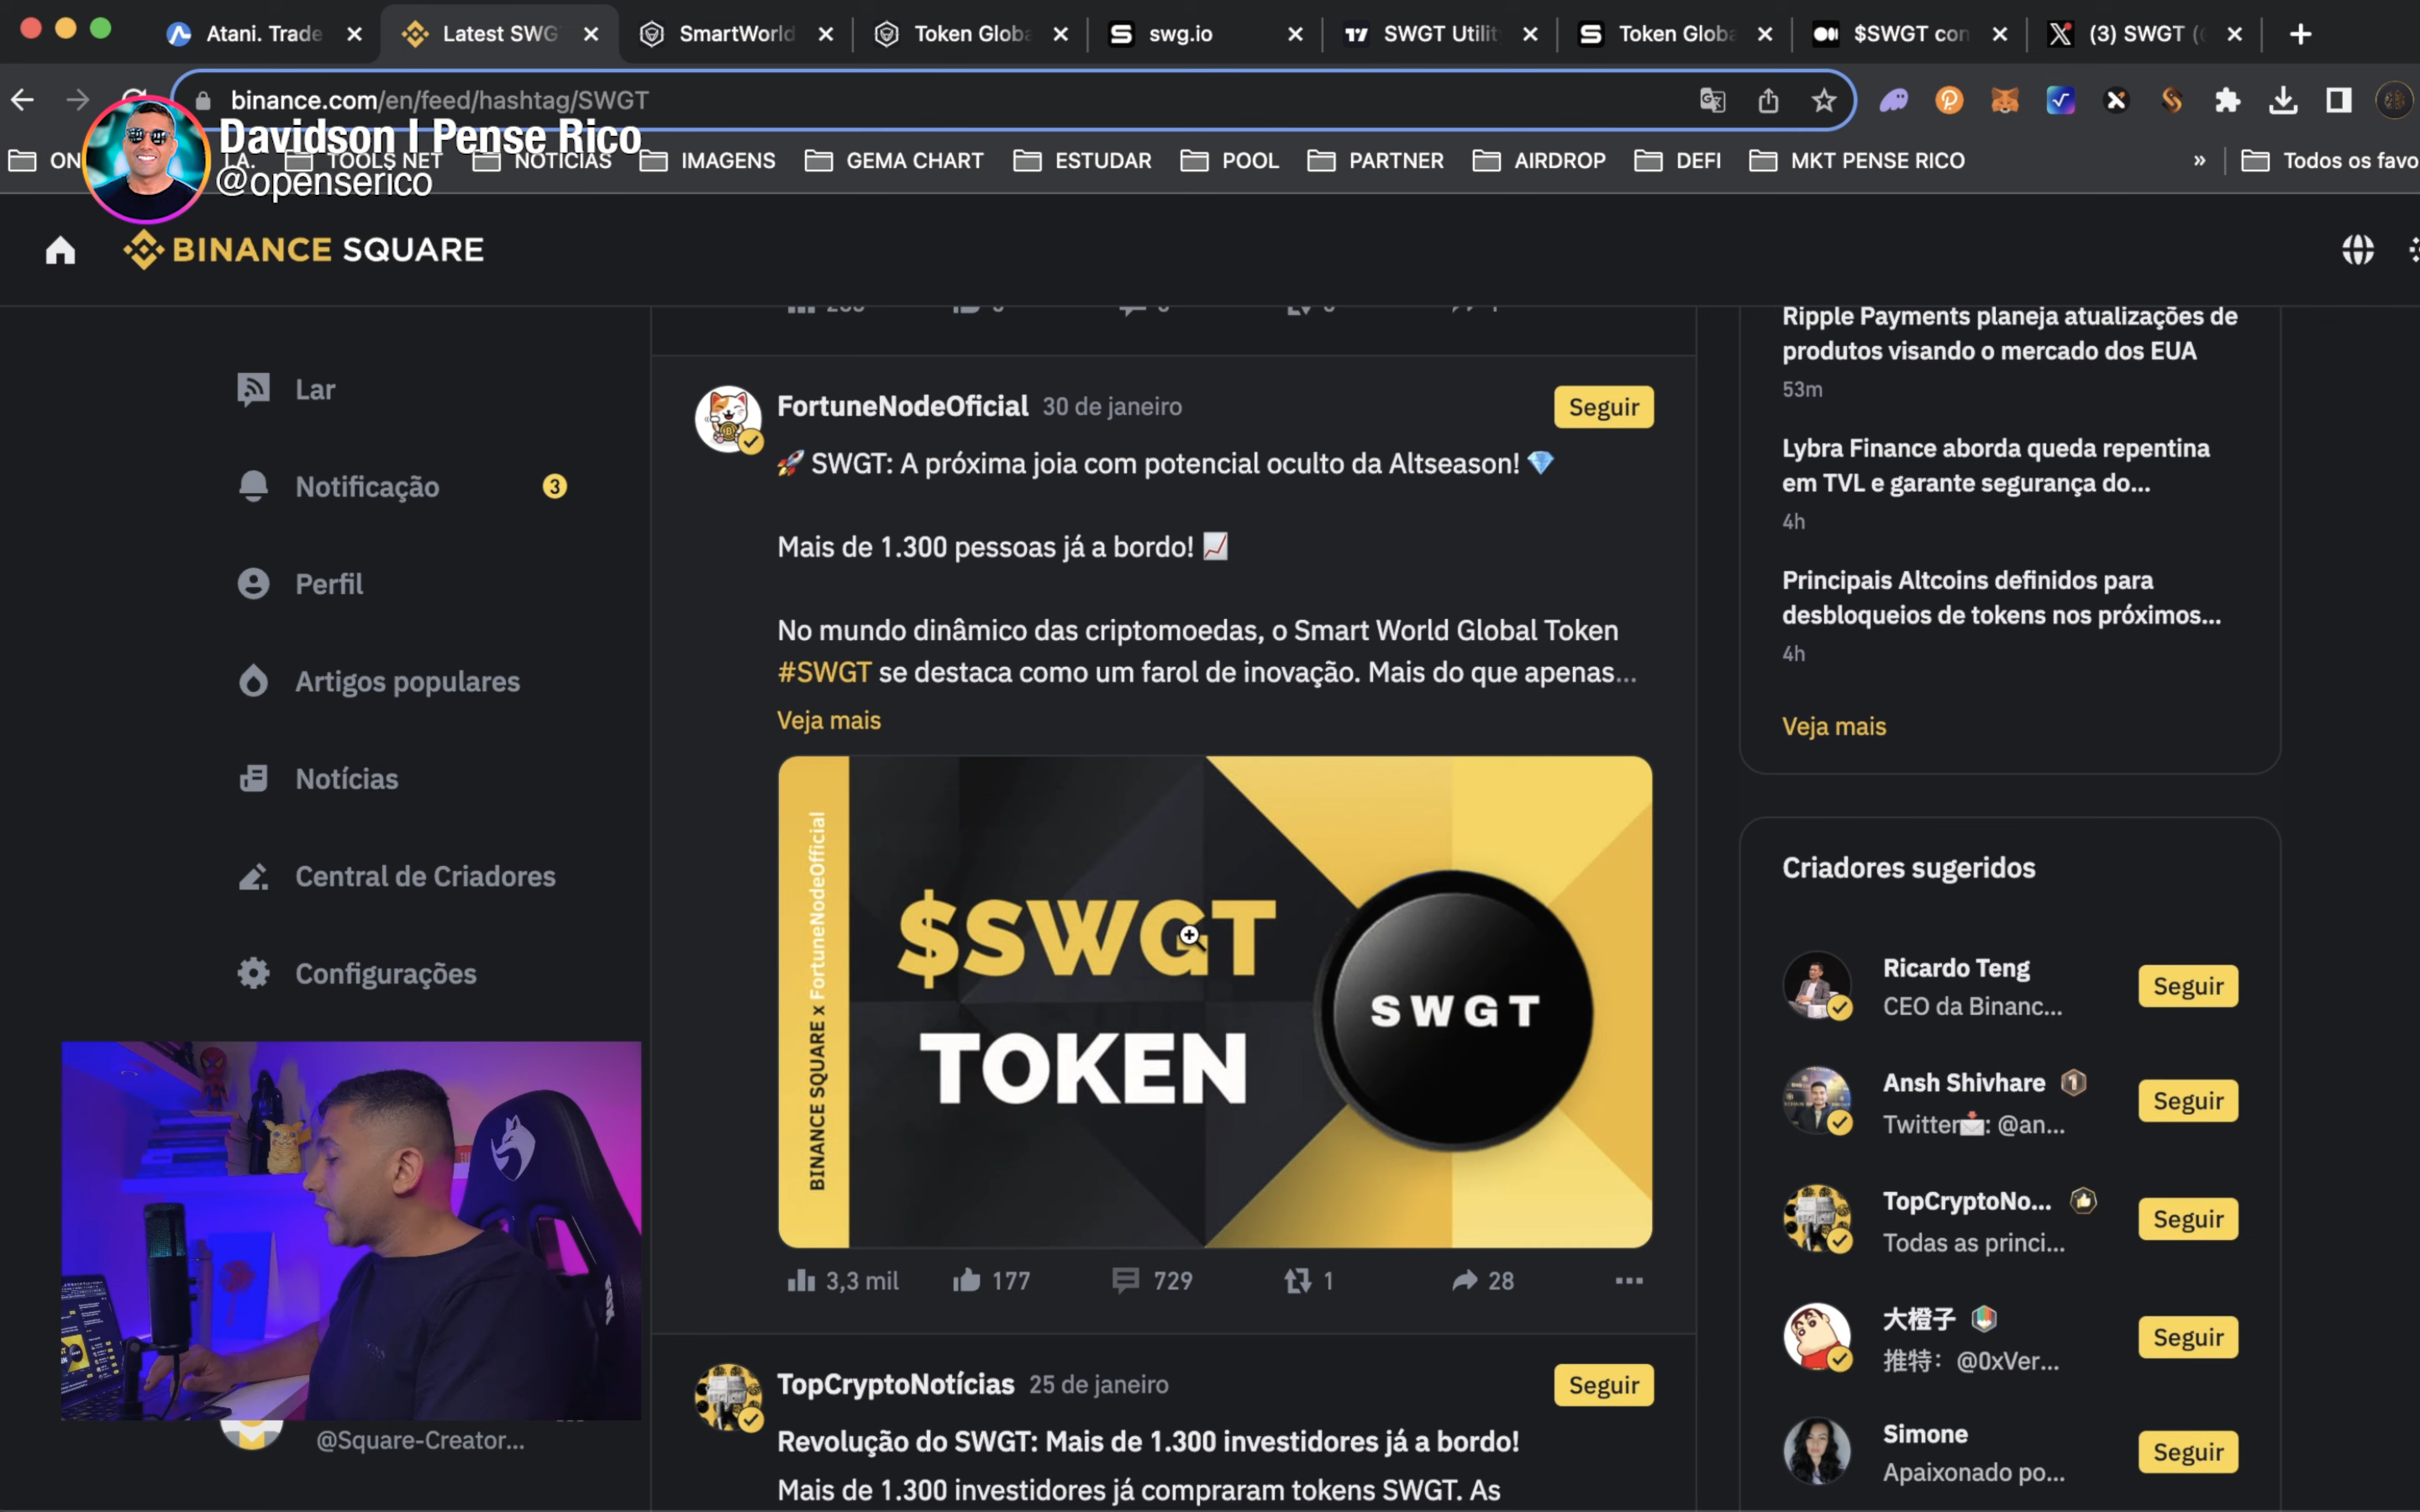 Atani. Trade
Latest SWG
SmartWorld
Token Globa
swg.io
SWGT Utilit
Token Globa
$SWGT con
(3) SWGT (
binance.com/en/feed/hashtag/SWGT
Davidson I Pense Rico
@openserico
ON
I.A.
TOOLS NET
NOTICIAS
IMAGENS
GEMA CHART
ESTUDAR
POOL
PARTNER
AIRDROP
DEFI
MKT PENSE RICO
»
Todos os favo
BINANCE SQUARE
Lar
Notificação
3
Perfil
Artigos populares
Notícias
Central de Criadores
Configurações
@Square-Creator...
FortuneNodeOficial 30 de janeiro
Seguir
🚀 SWGT: A próxima joia com potencial oculto da Altseason! 💎
Mais de 1.300 pessoas já a bordo! 📈
No mundo dinâmico das criptomoedas, o Smart World Global Token
#SWGT se destaca como um farol de inovação. Mais do que apenas...
Veja mais
BINANCE SQUARE x FortuneNodeOfficial
$SWGT
TOKEN
SWGT
3,3 mil
177
729
1
28
TopCryptoNotícias 25 de janeiro
Seguir
Revolução do SWGT: Mais de 1.300 investidores já a bordo!
Mais de 1.300 investidores já compraram tokens SWGT. As
Ripple Payments planeja atualizações de
produtos visando o mercado dos EUA
53m
Lybra Finance aborda queda repentina
em TVL e garante segurança do...
4h
Principais Altcoins definidos para
desbloqueios de tokens nos próximos...
4h
Veja mais
Criadores sugeridos
Ricardo Teng
CEO da Binanc...
Seguir
Ansh Shivhare
1
Twitter📩: @an...
Seguir
TopCryptoNo...
Todas as princi...
Seguir
大橙子
推特：@0xVer...
Seguir
Simone
Apaixonado po...
Seguir